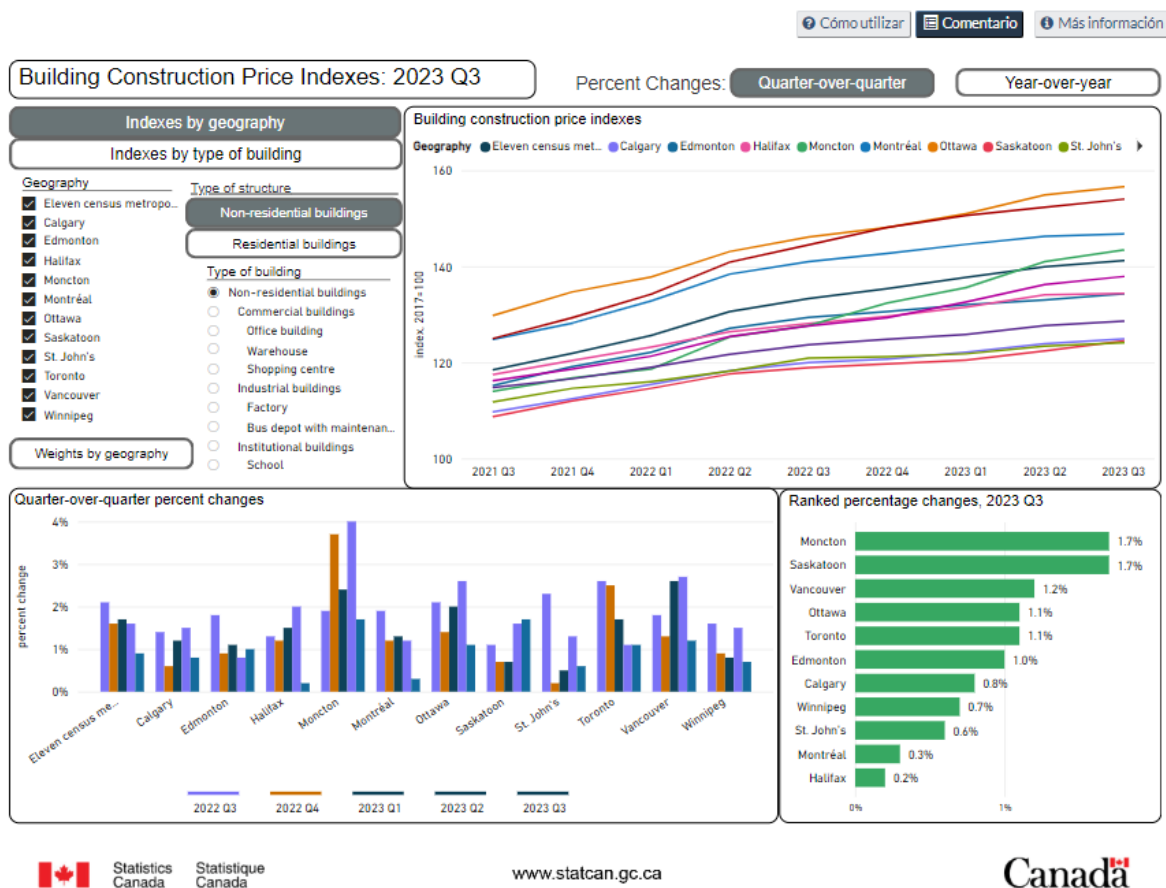 Cómo utilizar
Comentario
Más información
Building Construction Price Indexes: 2023 Q3
Percent Changes:
Quarter-over-quarter
Year-over-year
Indexes by geography
Indexes by type of building
Geography
Eleven census metropo...
Calgary
Edmonton
Halifax
Moncton
Montréal
Ottawa
Saskatoon
St. John's
Toronto
Vancouver
Winnipeg
Weights by geography
Type of structure
Non-residential buildings
Residential buildings
Type of building
Non-residential buildings
Commercial buildings
Office building
Warehouse
Shopping centre
Industrial buildings
Factory
Bus depot with maintenan...
Institutional buildings
School
Building construction price indexes
Geography Eleven census met... Calgary Edmonton Halifax Moncton Montréal Ottawa Saskatoon St. John's
160
140
120
100
index, 2017=100
2021 Q3 2021 Q4 2022 Q1 2022 Q2 2022 Q3 2022 Q4 2023 Q1 2023 Q2 2023 Q3
Quarter-over-quarter percent changes
4%
3%
2%
1%
0%
percent change
Eleven census me... Calgary Edmonton Halifax Moncton Montréal Ottawa Saskatoon St. John's Toronto Vancouver Winnipeg
2022 Q3 2022 Q4 2023 Q1 2023 Q2 2023 Q3
Ranked percentage changes, 2023 Q3
Moncton 1.7%
Saskatoon 1.7%
Vancouver 1.2%
Ottawa 1.1%
Toronto 1.1%
Edmonton 1.0%
Calgary 0.8%
Winnipeg 0.7%
St. John's 0.6%
Montréal 0.3%
Halifax 0.2%
0% 1%
Statistics Statistique
Canada Canada
www.statcan.gc.ca
Canada